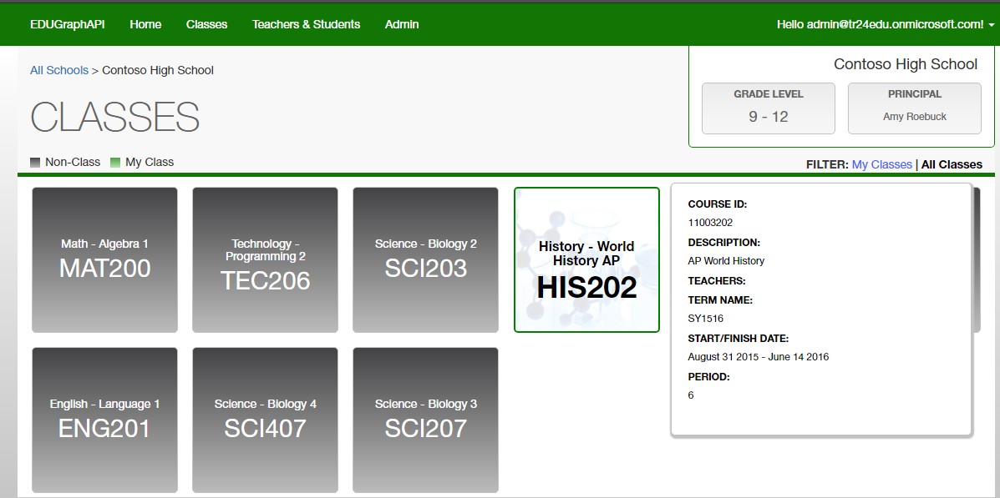 EDUGraphAPI Home Classes Teachers & Students Admin Hello admin@tr24edu.onmicrosoft.com!
All Schools > Contoso High School
Contoso High School
GRADE LEVEL
9 - 12
PRINCIPAL
Amy Roebuck
CLASSES
Non-Class My Class
FILTER: My Classes | All Classes
Math - Algebra 1
MAT200
Technology -
Programming 2
TEC206
Science - Biology 2
SCI203
History - World
History AP
HIS202
COURSE ID:
11003202
DESCRIPTION:
AP World History
TEACHERS:
TERM NAME:
SY1516
START/FINISH DATE:
August 31 2015 - June 14 2016
PERIOD:
6
English - Language 1
ENG201
Science - Biology 4
SCI407
Science - Biology 3
SCI207